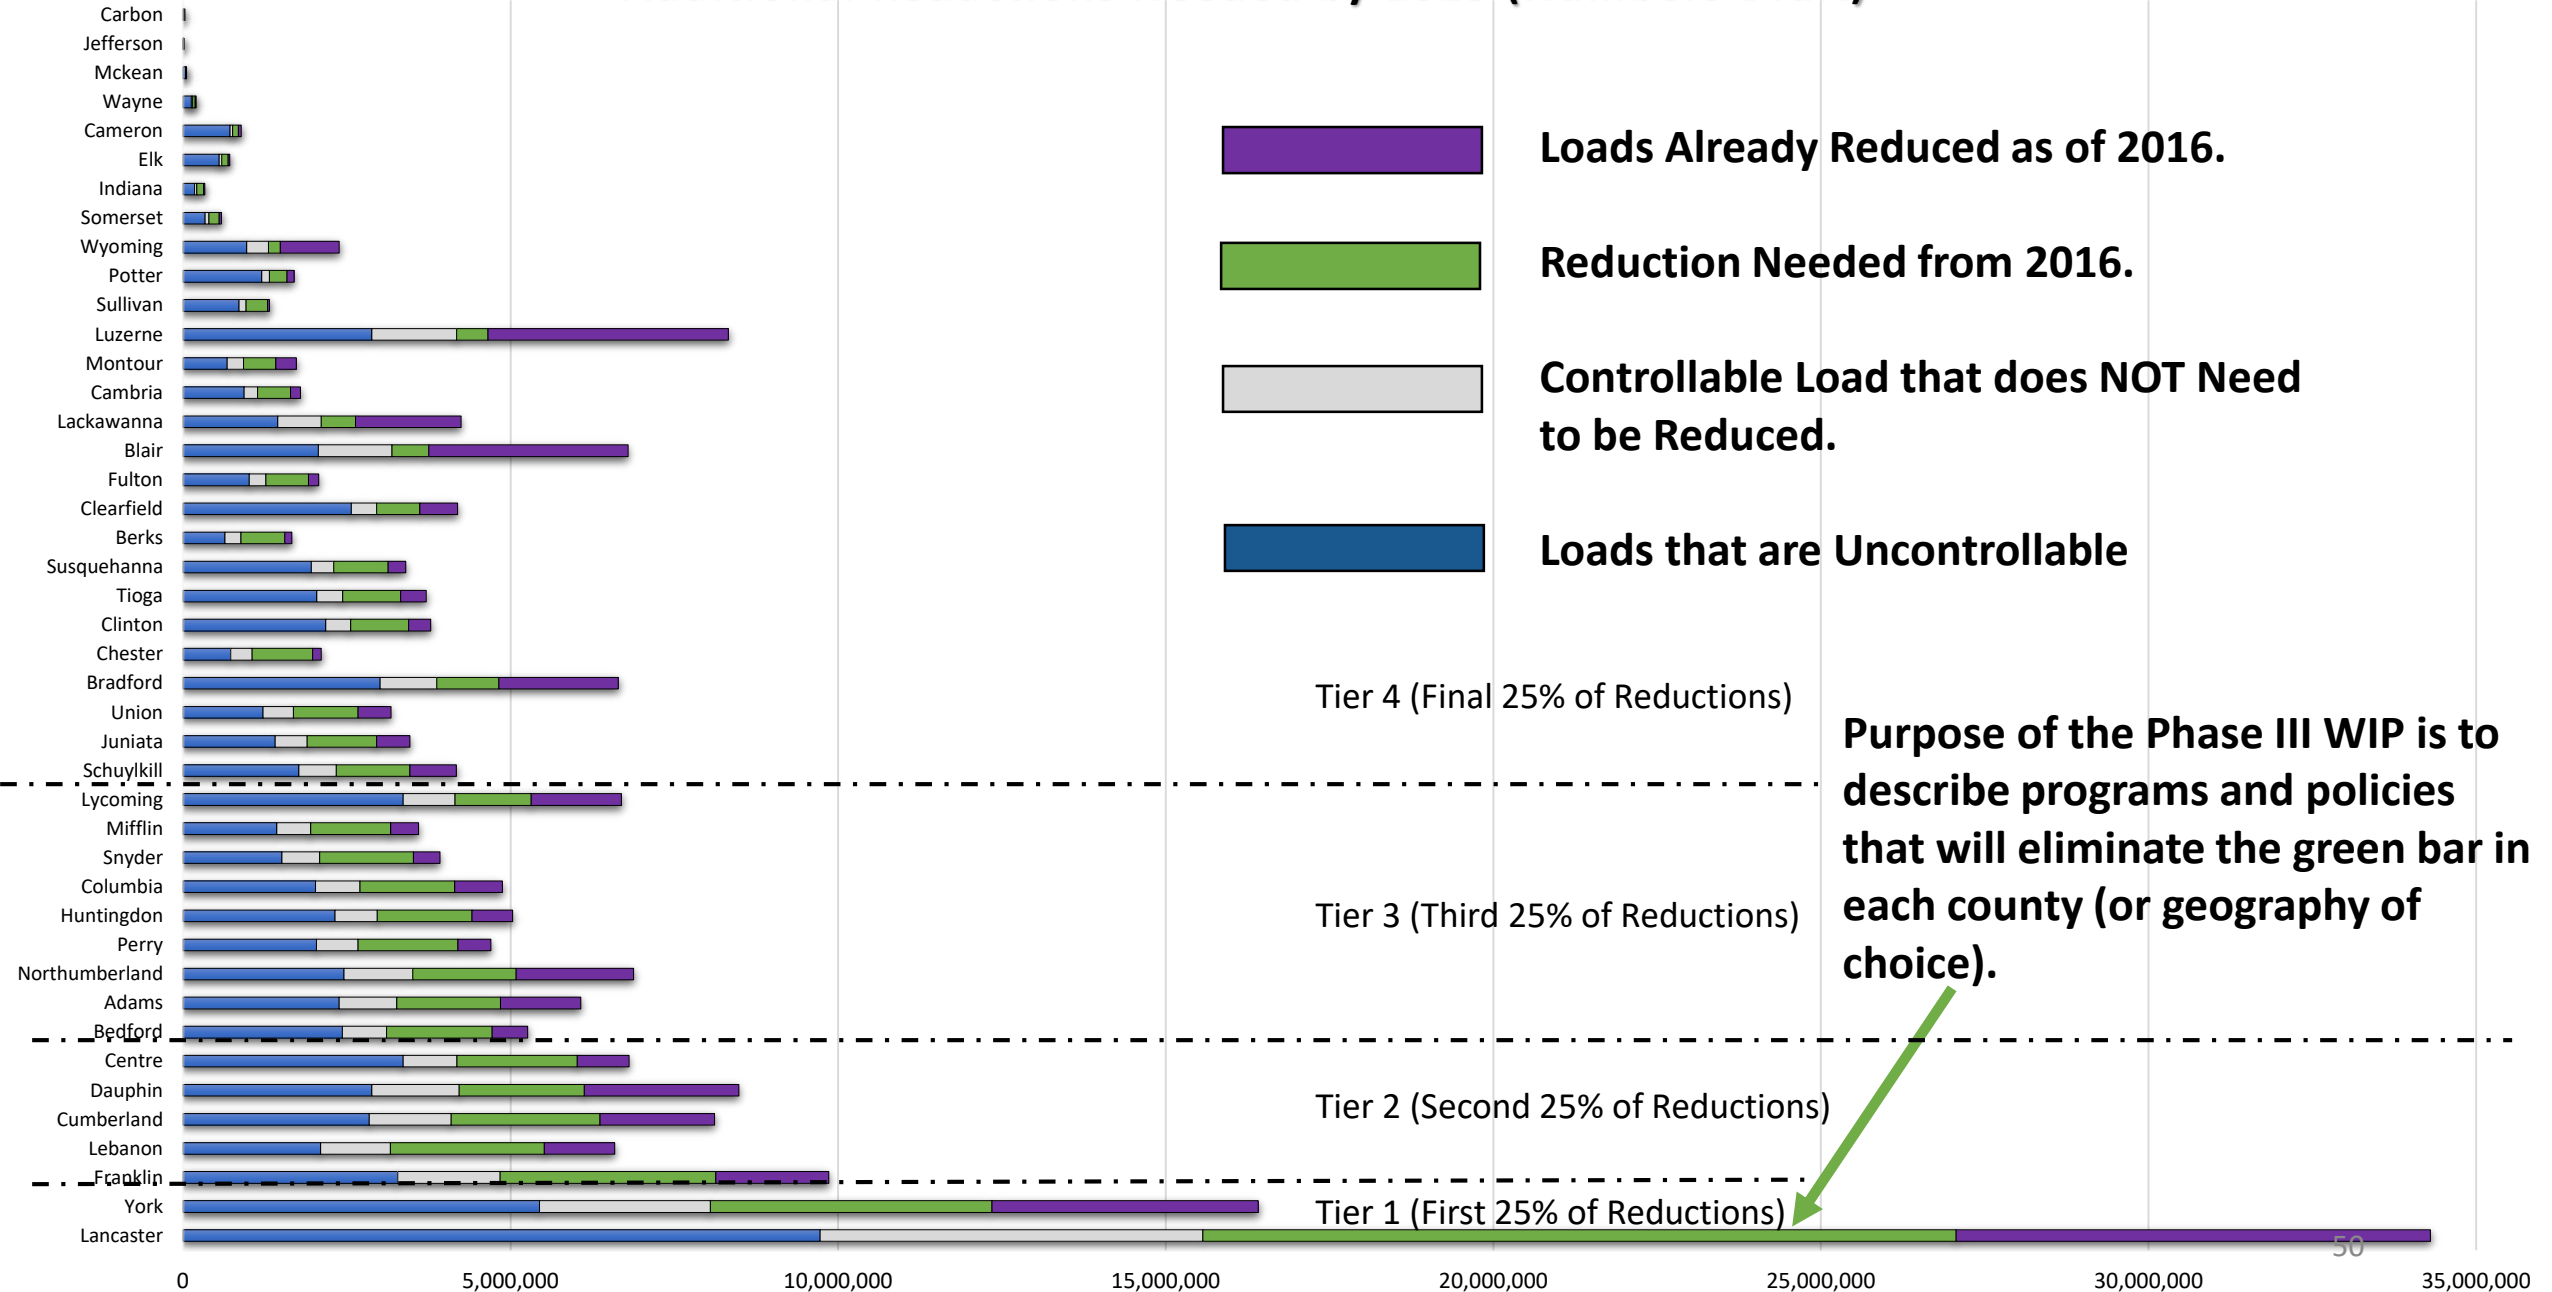 Carbon
Jefferson
Mckean
Wayne
Cameron
Elk
Indiana
Somerset
Wyoming
Potter
Sullivan
Luzerne
Montour
Cambria
Lackawanna
Blair
Fulton
Clearfield
Berks
Susquehanna
Tioga
Clinton
Chester
Bradford
Union
Juniata
Schuylkill
Lycoming
Mifflin
Snyder
Columbia
Huntingdon
Perry
Northumberland
Adams
Bedford
Centre
Dauphin
Cumberland
Lebanon
Franklin
York
Lancaster
Loads Already Reduced as of 2016.
Reduction Needed from 2016.
Controllable Load that does NOT Need
to be Reduced.
Loads that are Uncontrollable
Tier 4 (Final 25% of Reductions)
Purpose of the Phase III WIP is to
describe programs and policies
that will eliminate the green bar in
each county (or geography of
choice).
Tier 3 (Third 25% of Reductions)
Tier 2 (Second 25% of Reductions)
Tier 1 (First 25% of Reductions)
50
0
5,000,000
10,000,000
15,000,000
20,000,000
25,000,000
30,000,000
35,000,000